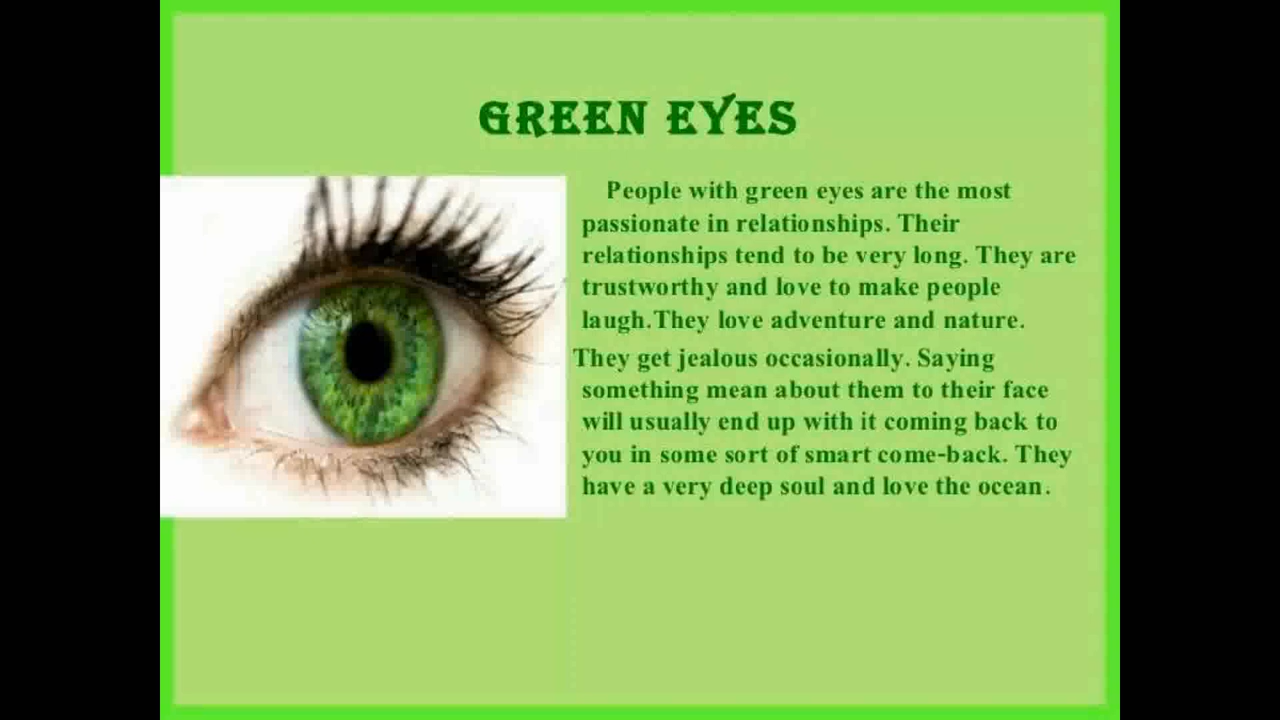 GREEN EYES
People with green eyes are the most
passionate in relationships. Their
relationships tend to be very long. They are
trustworthy and love to make people
laugh.They love adventure and nature.
They get jealous occasionally. Saying
something mean about them to their face
will usually end up with it coming back to
you in some sort of smart come-back. They
have a very deep soul and love the ocean.